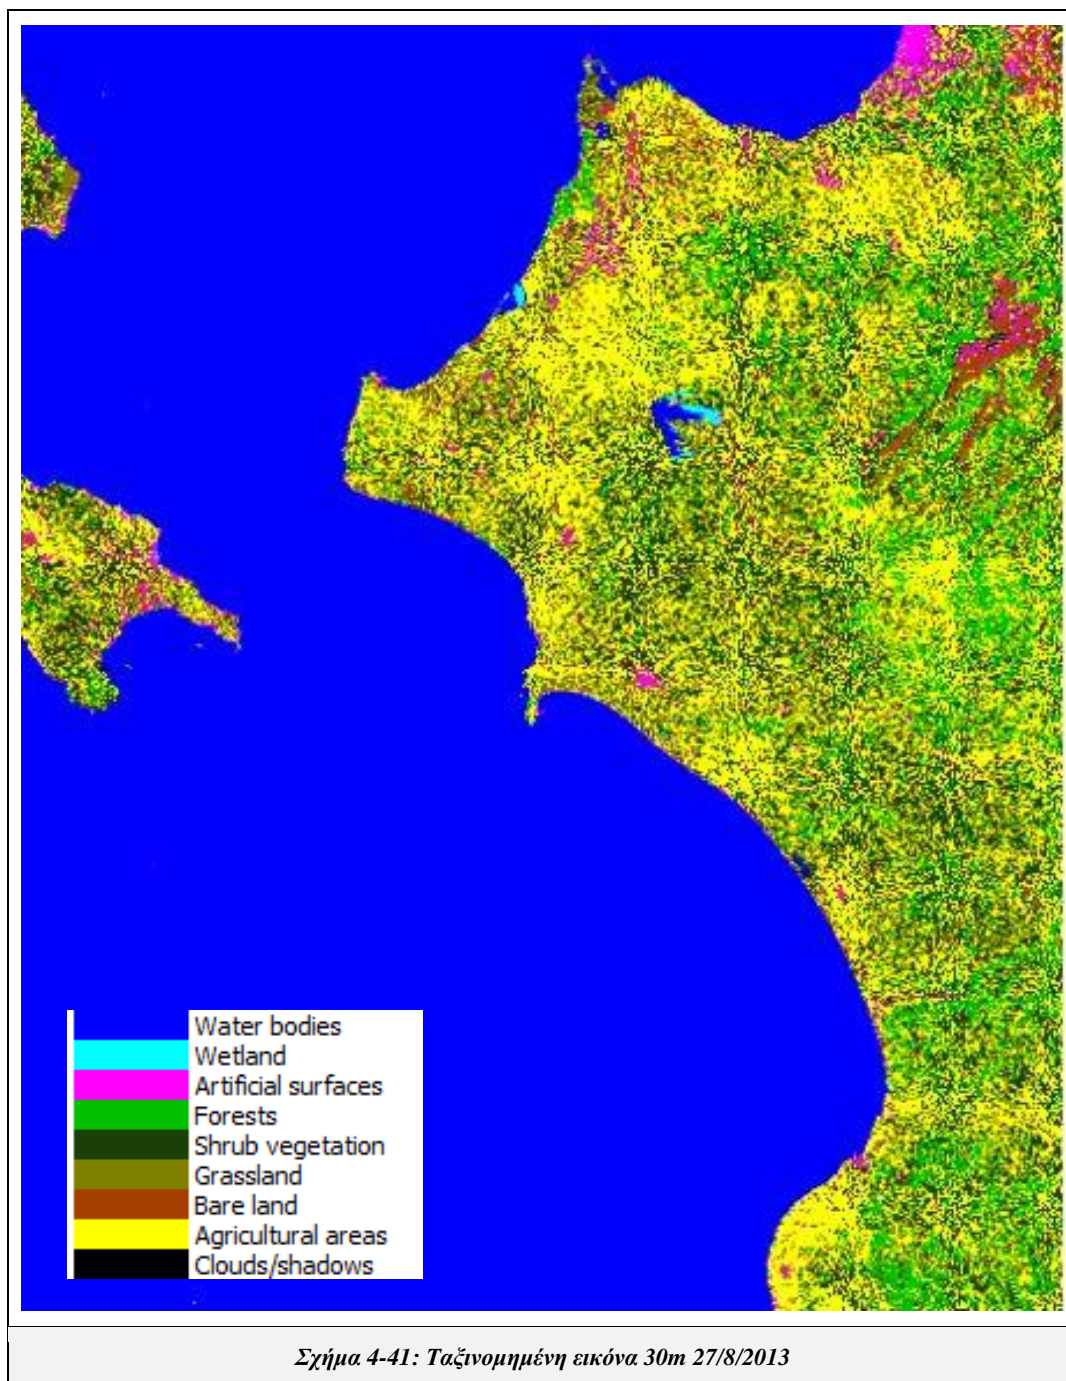 Water bodies
Wetland
Artificial surfaces
Forests
Shrub vegetation
Grassland
Bare land
Agricultural areas
Clouds/shadows
Σχήμα 4-41: Ταξινομημένη εικόνα 30m 27/8/2013